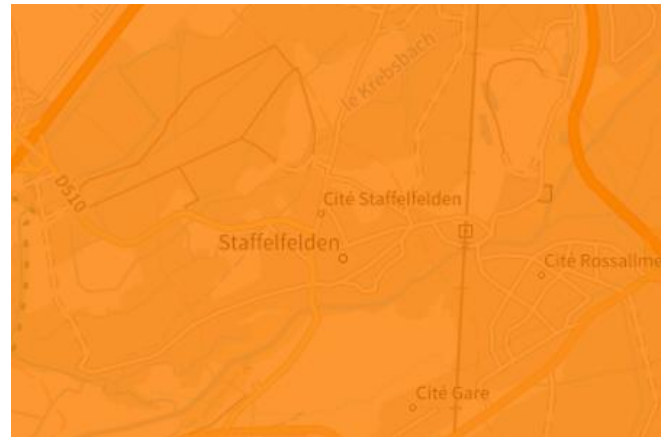 le Krebsbach
D510
Cité Staffelfelden
Staffelfelden
Cité Rossallme
Cité Gare